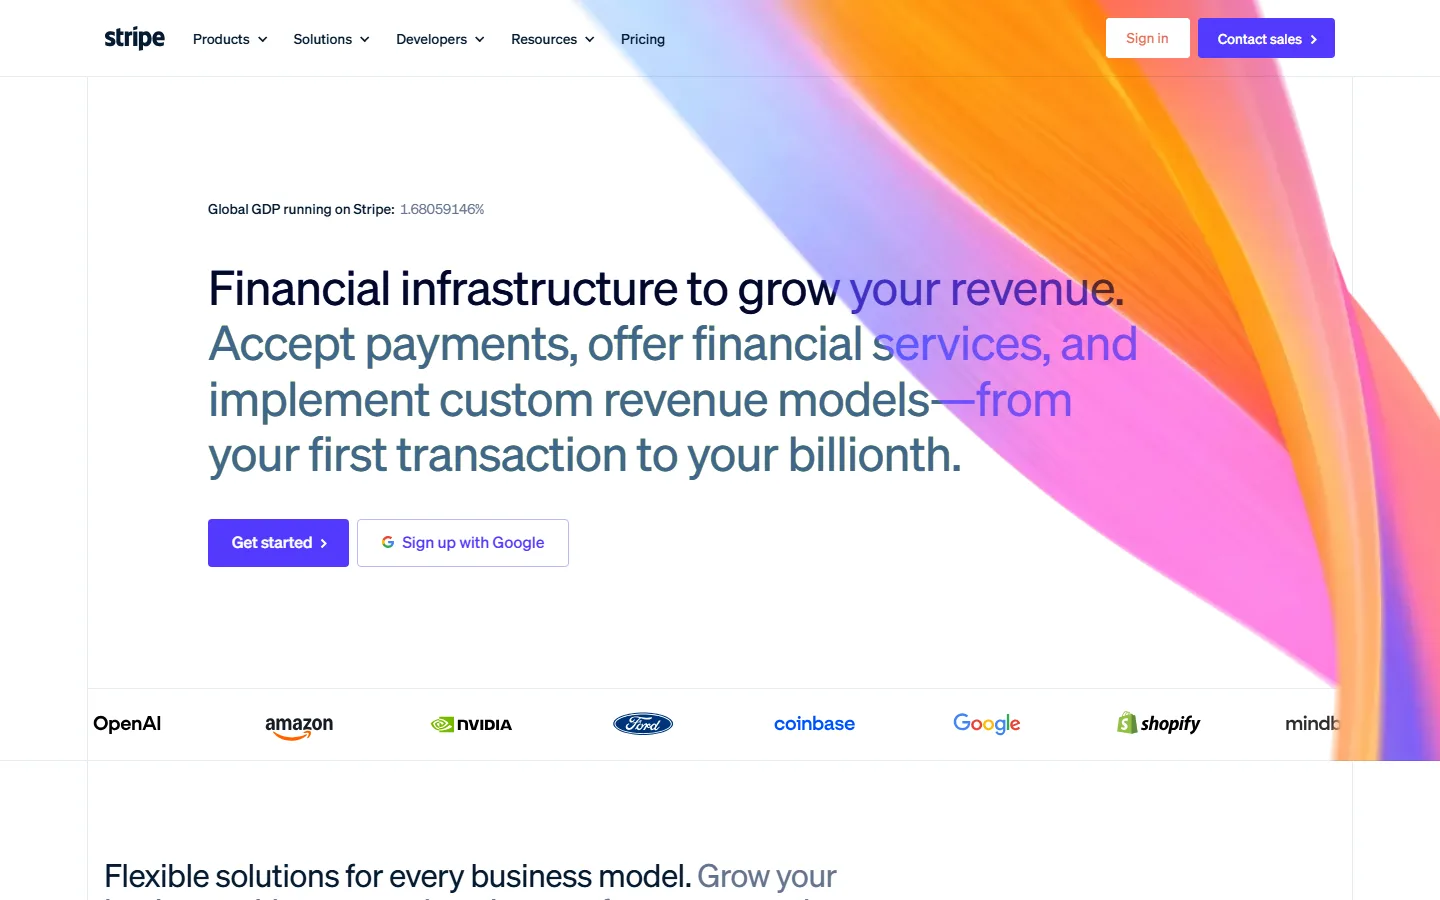 stripe
Products
Solutions
Developers
Resources
Pricing
Sign in
Contact sales
Global GDP running on Stripe: 1.68059146%
Financial infrastructure to grow your revenue.
Accept payments, offer financial services, and
implement custom revenue models—from
your first transaction to your billionth.
Get started
Sign up with Google
OpenAI
amazon
NVIDIA
Ford
coinbase
Google
shopify
mindb
Flexible solutions for every business model. Grow your